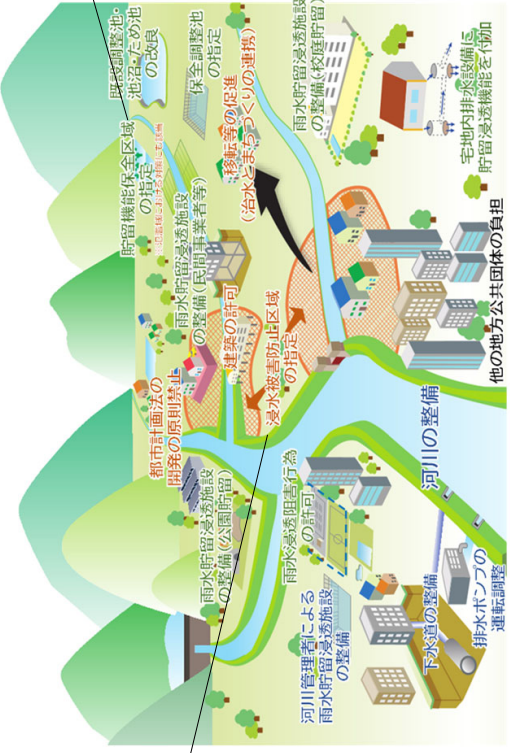 既設調整池・
池沼・ため池
の改良
保全調整池
の指定
雨水貯留浸透施設
の整備(校庭貯留)
宅地内排水設備に
貯留浸透機能を付加
移転等の促進
(治水とまちづくりの連携)
貯留機能保全区域
の指定
雨水貯留浸透施設
の整備(民間事業者等)
建築の許可
浸水被害防止区域
の指定
他の地方公共団体の負担
都市計画法の
開発の原則禁止
河川の整備
雨水貯留浸透施設
の整備(公園貯留)
雨水浸透阻害行為
の許可
河川管理者による
雨水貯留浸透施設
の整備
下水道の整備
排水ポンプの
運転調整